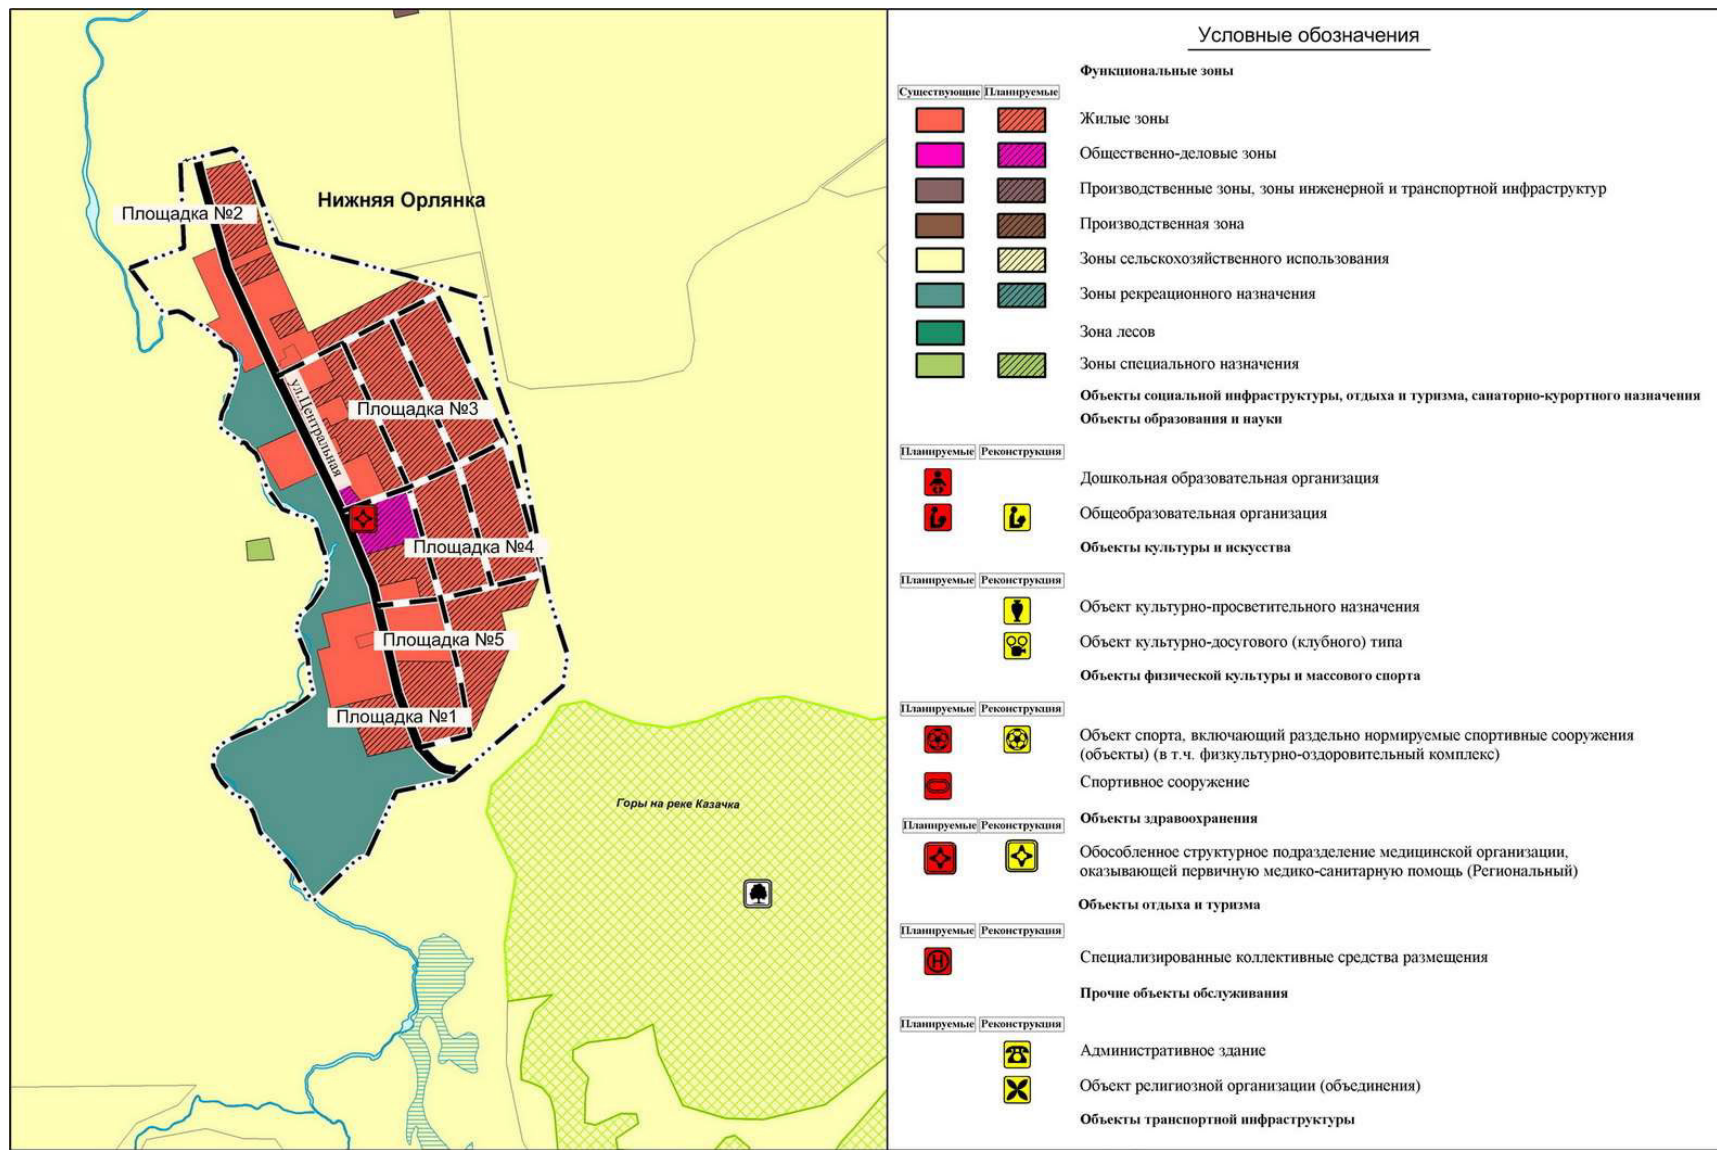 Нижняя Орлянка
Площадка №2
Площадка №3
ул.Центральная
Площадка №4
Площадка №5
Площадка №1
Горы на реке Казачка
Условные обозначения
Функциональные зоны
Существующие Планируемые
Жилые зоны
Общественно-деловые зоны
Производственные зоны, зоны инженерной и транспортной инфраструктур
Производственная зона
Зоны сельскохозяйственного использования
Зоны рекреационного назначения
Зона лесов
Зоны специального назначения
Объекты социальной инфраструктуры, отдыха и туризма, санаторно-курортного назначения
Объекты образования и науки
Планируемые Реконструкция
Дошкольная образовательная организация
Общеобразовательная организация
Объекты культуры и искусства
Планируемые Реконструкция
Объект культурно-просветительного назначения
Объект культурно-досугового (клубного) типа
Объекты физической культуры и массового спорта
Планируемые Реконструкция
Объект спорта, включающий раздельно нормируемые спортивные сооружения
(объекты) (в т.ч. физкультурно-оздоровительный комплекс)
Спортивное сооружение
Объекты здравоохранения
Планируемые Реконструкция
Обособленное структурное подразделение медицинской организации,
оказывающей первичную медико-санитарную помощь (Региональный)
Объекты отдыха и туризма
Планируемые Реконструкция
Н
Специализированные коллективные средства размещения
Прочие объекты обслуживания
Планируемые Реконструкция
Административное здание
Объект религиозной организации (объединения)
Объекты транспортной инфраструктуры